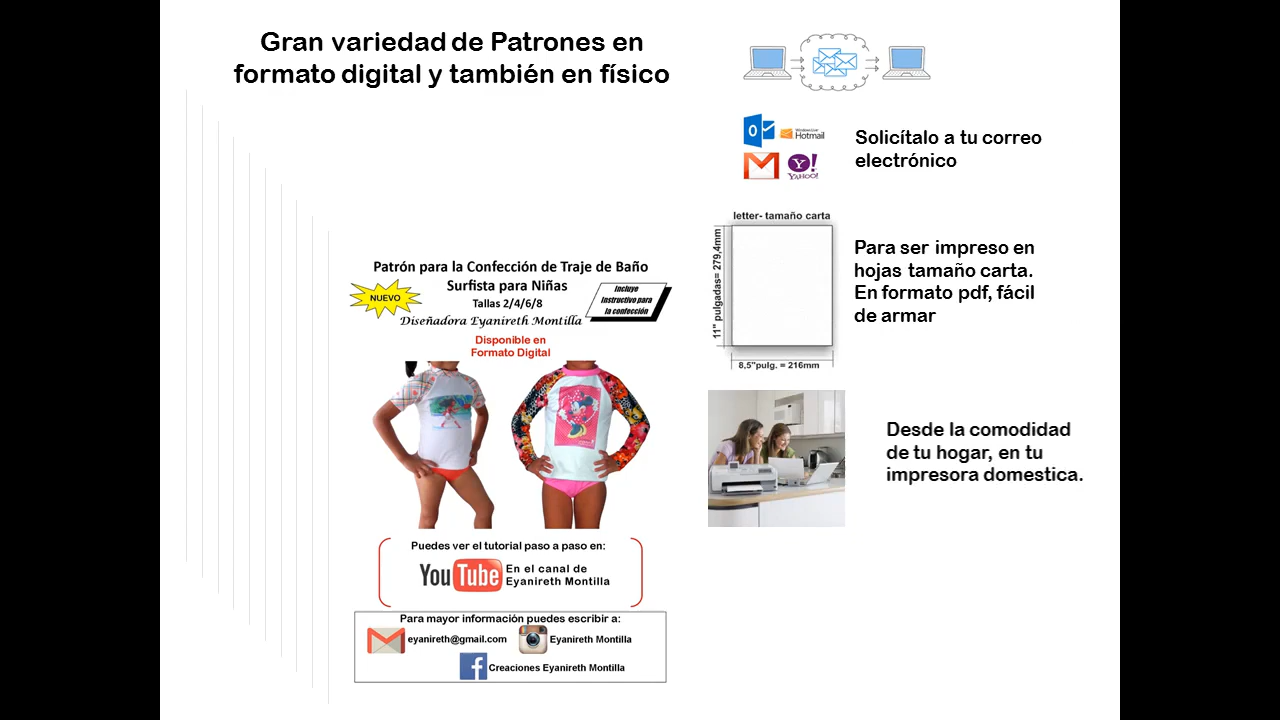 Gran variedad de Patrones en
formato digital y también en físico
Patrón para la Confección de Traje de Baño
Surfista para Niñas
NUEVO
Tallas 2/4/6/8
Incluye
Instructivo para
la confección
Diseñadora Eyanireth Montilla
Disponible en
Formato Digital
Puedes ver el tutorial paso a paso en:
YouTube
En el canal de
Eyanireth Montilla
Para mayor información puedes escribir a:
eyanireth@gmail.com
Eyanireth Montilla
Creaciones Eyanireth Montilla
Hotmail
YAHOO!
Solicítalo a tu correo
electrónico
letter- tamaño carta
11" pulgadas= 279,4mm
8,5"pulg. = 216mm
Para ser impreso en
hojas tamaño carta.
En formato pdf, fácil
de armar
Desde la comodidad
de tu hogar, en tu
impresora domestica.